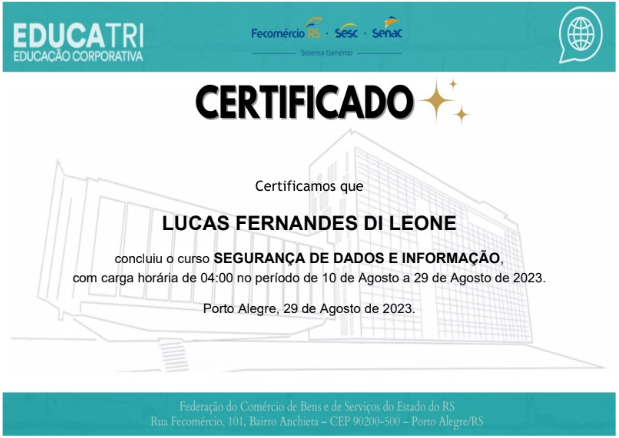 EDUCATRI
EDUCAÇÃO CORPORATIVA
Fecomércio RS · Sesc · Senac
Sistema Comércio
CERTIFICADO
Certificamos que
LUCAS FERNANDES DI LEONE
concluiu o curso SEGURANÇA DE DADOS E INFORMAÇÃO,
com carga horária de 04:00 no período de 10 de Agosto a 29 de Agosto de 2023.
Porto Alegre, 29 de Agosto de 2023.
Federação do Comércio de Bens e de Serviços do Estado do RS
Rua Fecomércio, 101, Bairro Anchieta – CEP 90200-500 – Porto Alegre/RS